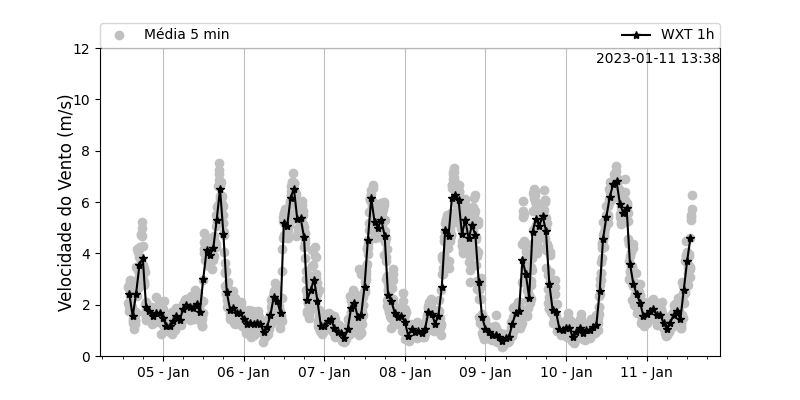 Média 5 min
WXT 1h
2023-01-11 13:38
Velocidade do Vento (m/s)
12
10
8
6
4
2
0
05 - Jan
06 - Jan
07 - Jan
08 - Jan
09 - Jan
10 - Jan
11 - Jan